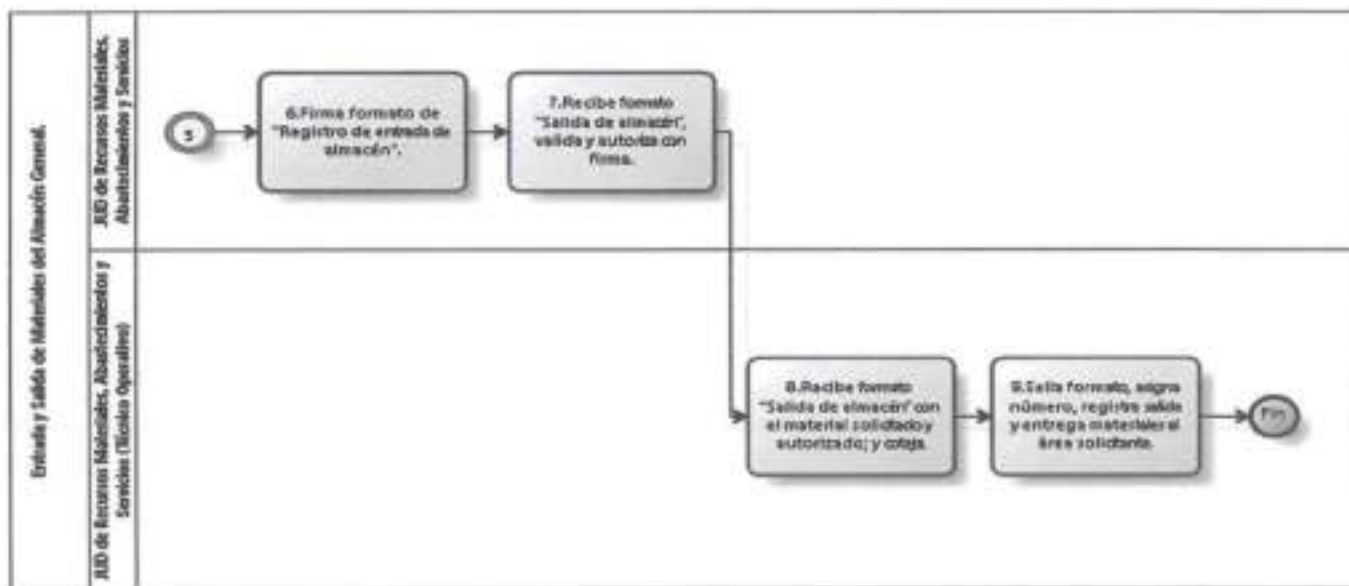 Entrada y Salida de Materiales del Almacén General.
JUD de Recursos Materiales,
Abastecimientos y Servicios
5
6.Firma formato de
"Registro de entrada de
almacén".
7.Recibe formato
"Salida de almacén",
valida y autoriza con
firma.
JUD de Recursos Materiales, Abastecimientos y
Servicios (Técnico Operativo)
8.Recibe formato
"Salida de almacén" con
el material solicitado y
autorizado; y coteja.
9.Sella formato, asigna
número, registra salida
y entrega materiales al
área solicitante.
Fin